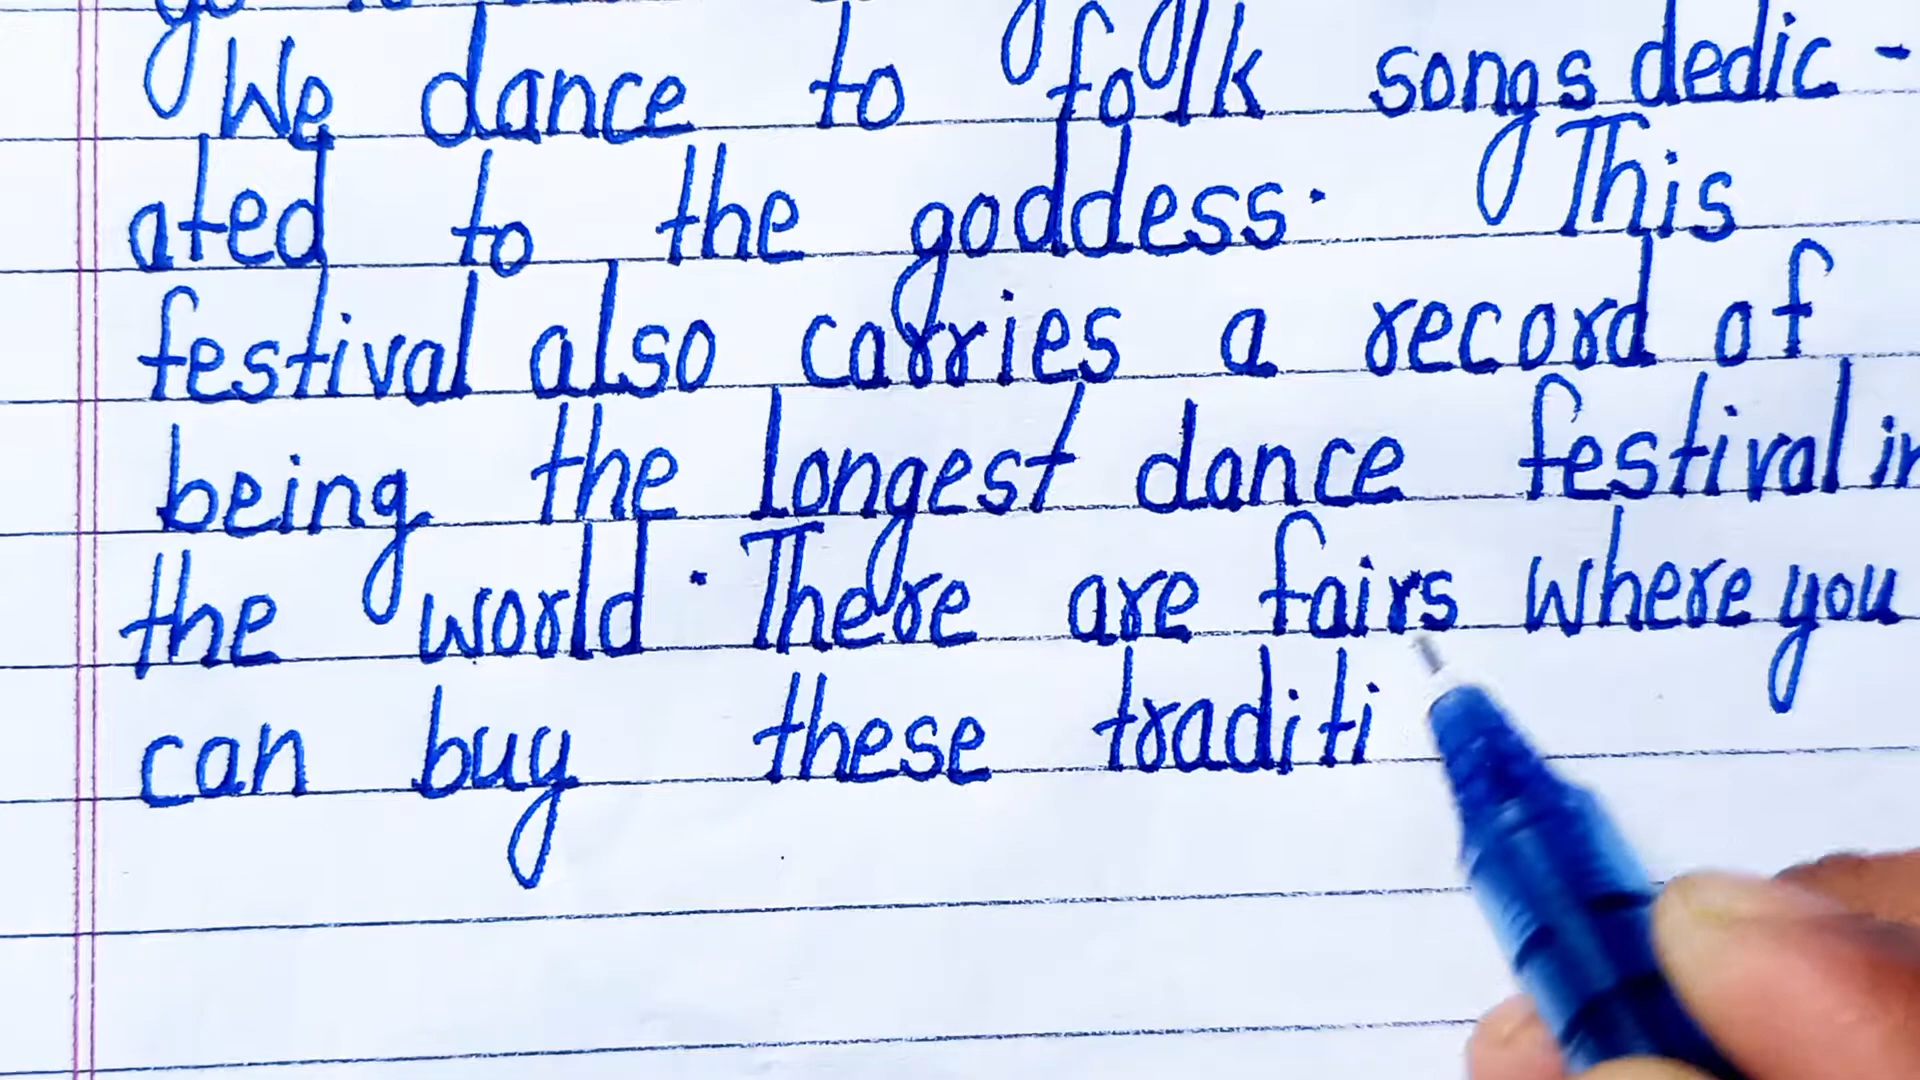 We dance to folk songs dedic-
ated to the goddess. This
festival also carries a record of
being the longest dance festival in
the world. There are fairs where you
can buy these traditi